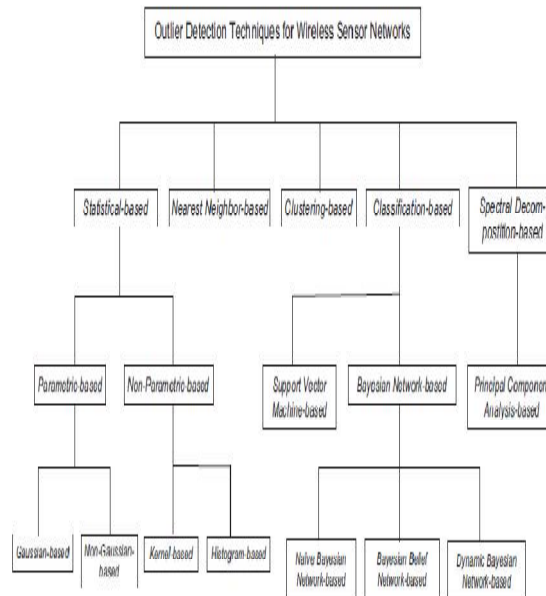 Outlier Detection Techniques for Wireless Sensor Networks
Statistical-based
Nearest Neighbor-based
Clustering-based
Classification-based
Spectral Decom-
postition-based
Parametric-based
Non-Parametric-based
Support Vector
Machine-based
Bayesian Network-based
Principal Component
Analysis-based
Gaussian-based
Non-Gaussian-
based
Kernel-based
Histogram-based
Naive Bayesian
Network-based
Bayesian Belief
Network-based
Dynamic Bayesian
Network-based